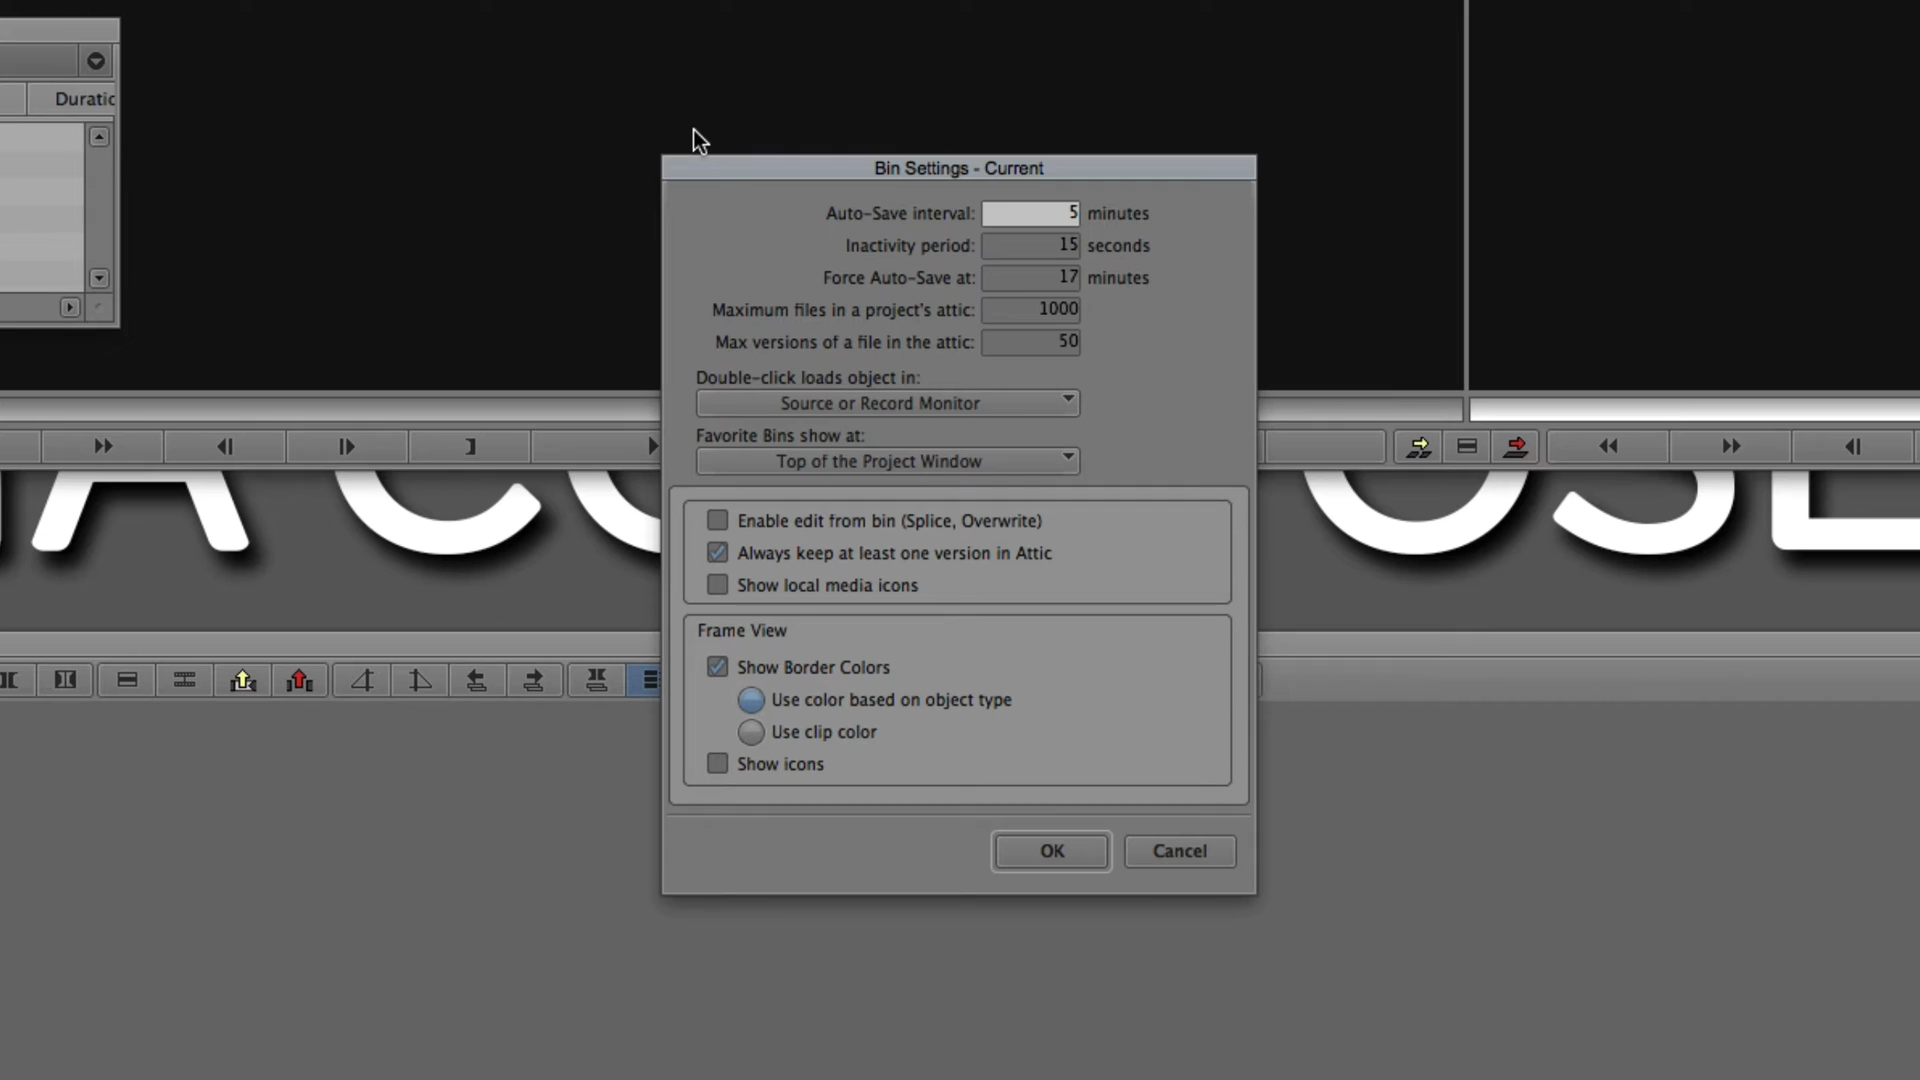 Duratio
Bin Settings - Current
Auto-Save interval: 5 minutes
Inactivity period: 15 seconds
Force Auto-Save at: 17 minutes
Maximum files in a project's attic: 1000
Max versions of a file in the attic: 50
Double-click loads object in:
Source or Record Monitor
Favorite Bins show at:
Top of the Project Window
Enable edit from bin (Splice, Overwrite)
Always keep at least one version in Attic
Show local media icons
Frame View
Show Border Colors
Use color based on object type
Use clip color
Show icons
OK Cancel